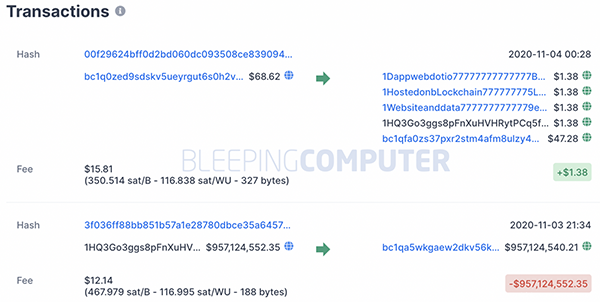 Transactions
Hash 00f29624bff0d2bd060dc093508ce839094... 2020-11-04 00:28
bc1q0zed9sdskv5ueyrgut6s0h2v... $68.62 1Dappwebdotio77777777777777B... $1.38
1HostedonbLockchain777777775L... $1.38
1Websiteanddata7777777777779e... $1.38
1HQ3Go3ggs8pFnXuHVHRytPCq5f... $1.38
bc1qfa0zs37pxr2stm4afm8ulzy4... $47.28
BLEEPINGCOMPUTER
Fee $15.81
(350.514 sat/B - 116.838 sat/WU - 327 bytes) +$1.38
Hash 3f036ff88bb851b57a1e28780dbce35a6457... 2020-11-03 21:34
1HQ3Go3ggs8pFnXuHV... $957,124,552.35 bc1qa5wkgaew2dkv56k... $957,124,540.21
Fee $12.14
(467.979 sat/B - 116.995 sat/WU - 188 bytes) -$957,124,552.35